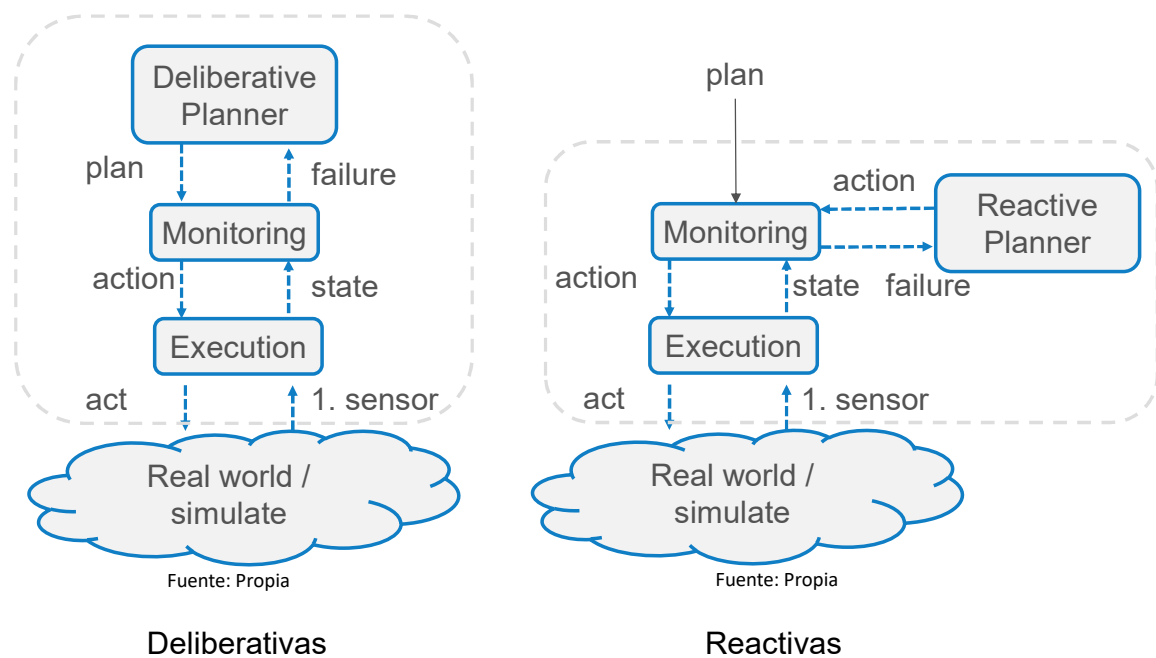 Deliberative
Planner
plan
failure
Monitoring
action
state
Execution
act
1. sensor
Real world /
simulate
Fuente: Propia
Deliberativas
plan
action
Reactive
Planner
Monitoring
action
state
failure
Execution
act
1. sensor
Real world /
simulate
Fuente: Propia
Reactivas